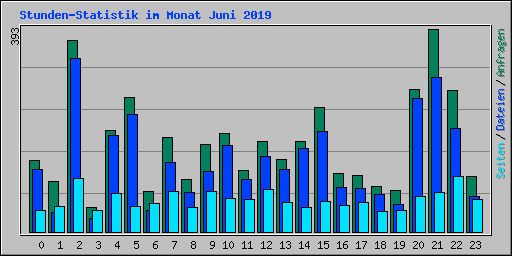 Stunden-Statistik im Monat Juni 2019
393
Seiten / Dateien / Anfragen
0 1 2 3 4 5 6 7 8 9 10 11 12 13 14 15 16 17 18 19 20 21 22 23